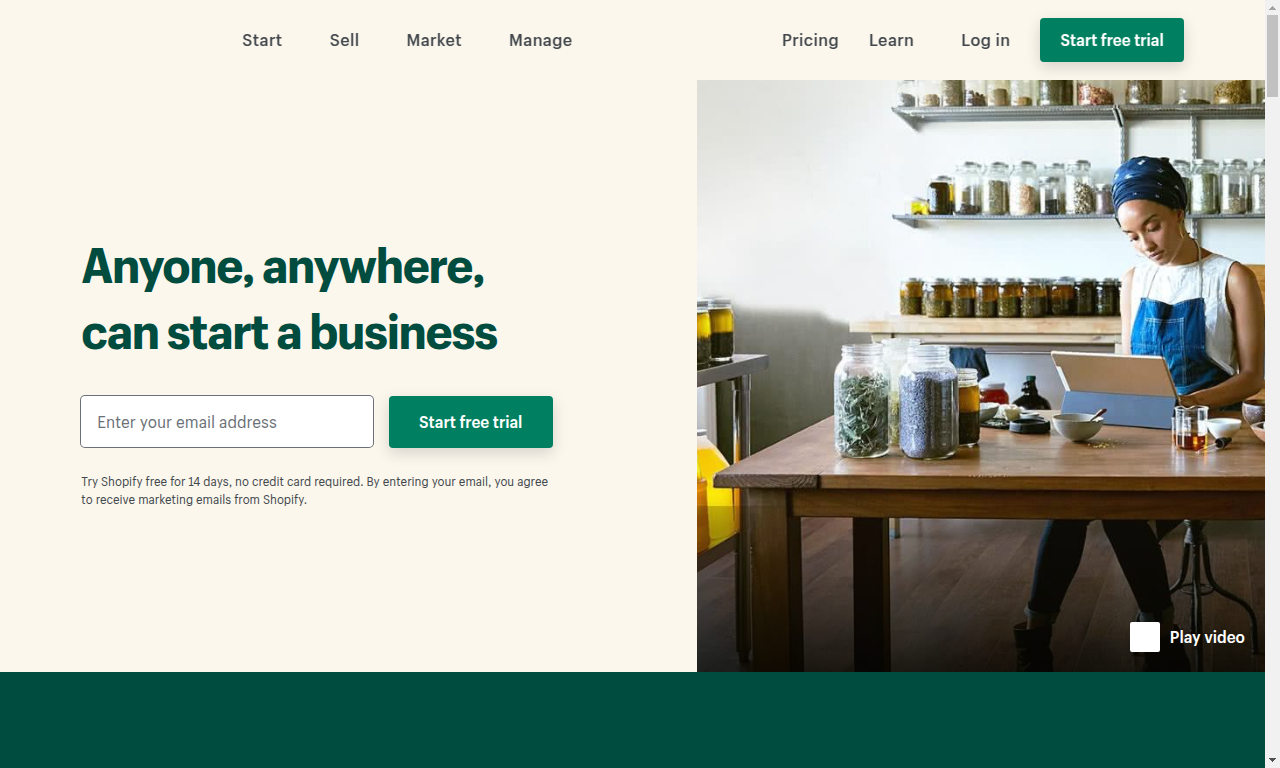 Start Sell Market Manage Pricing Learn Log in Start free trial
Anyone, anywhere,
can start a business
Enter your email address Start free trial
Try Shopify free for 14 days, no credit card required. By entering your email, you agree
to receive marketing emails from Shopify.
Play video